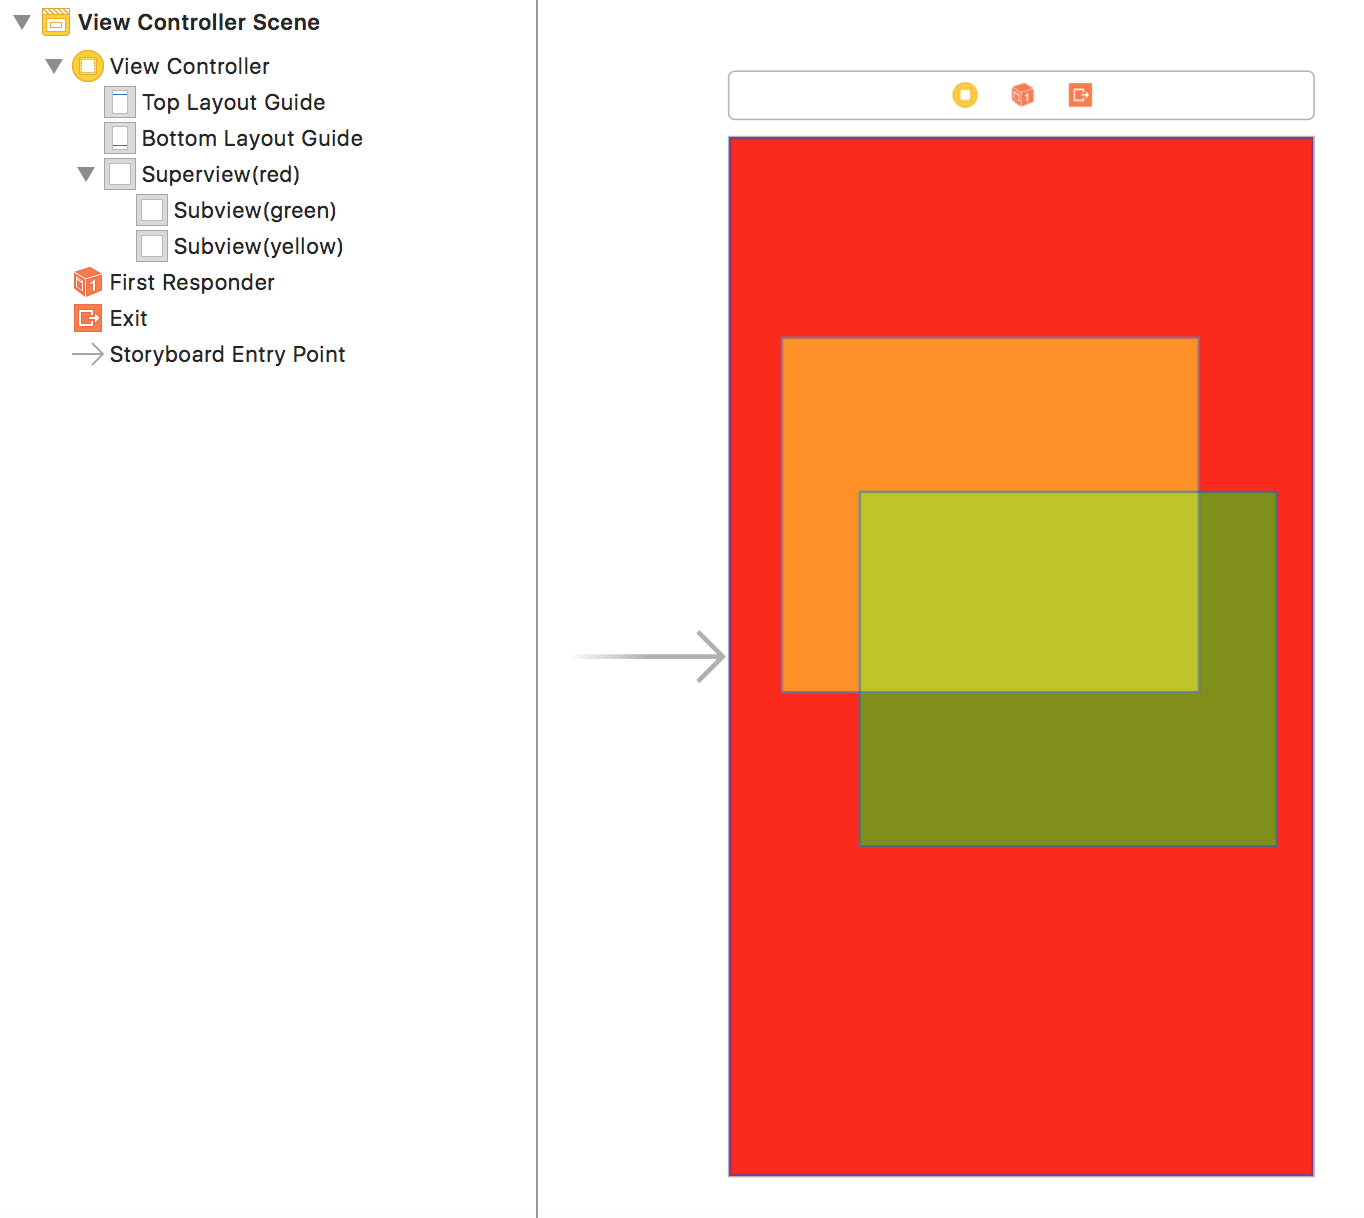 View Controller Scene
View Controller
Top Layout Guide
Bottom Layout Guide
Superview(red)
Subview(green)
Subview(yellow)
First Responder
Exit
Storyboard Entry Point